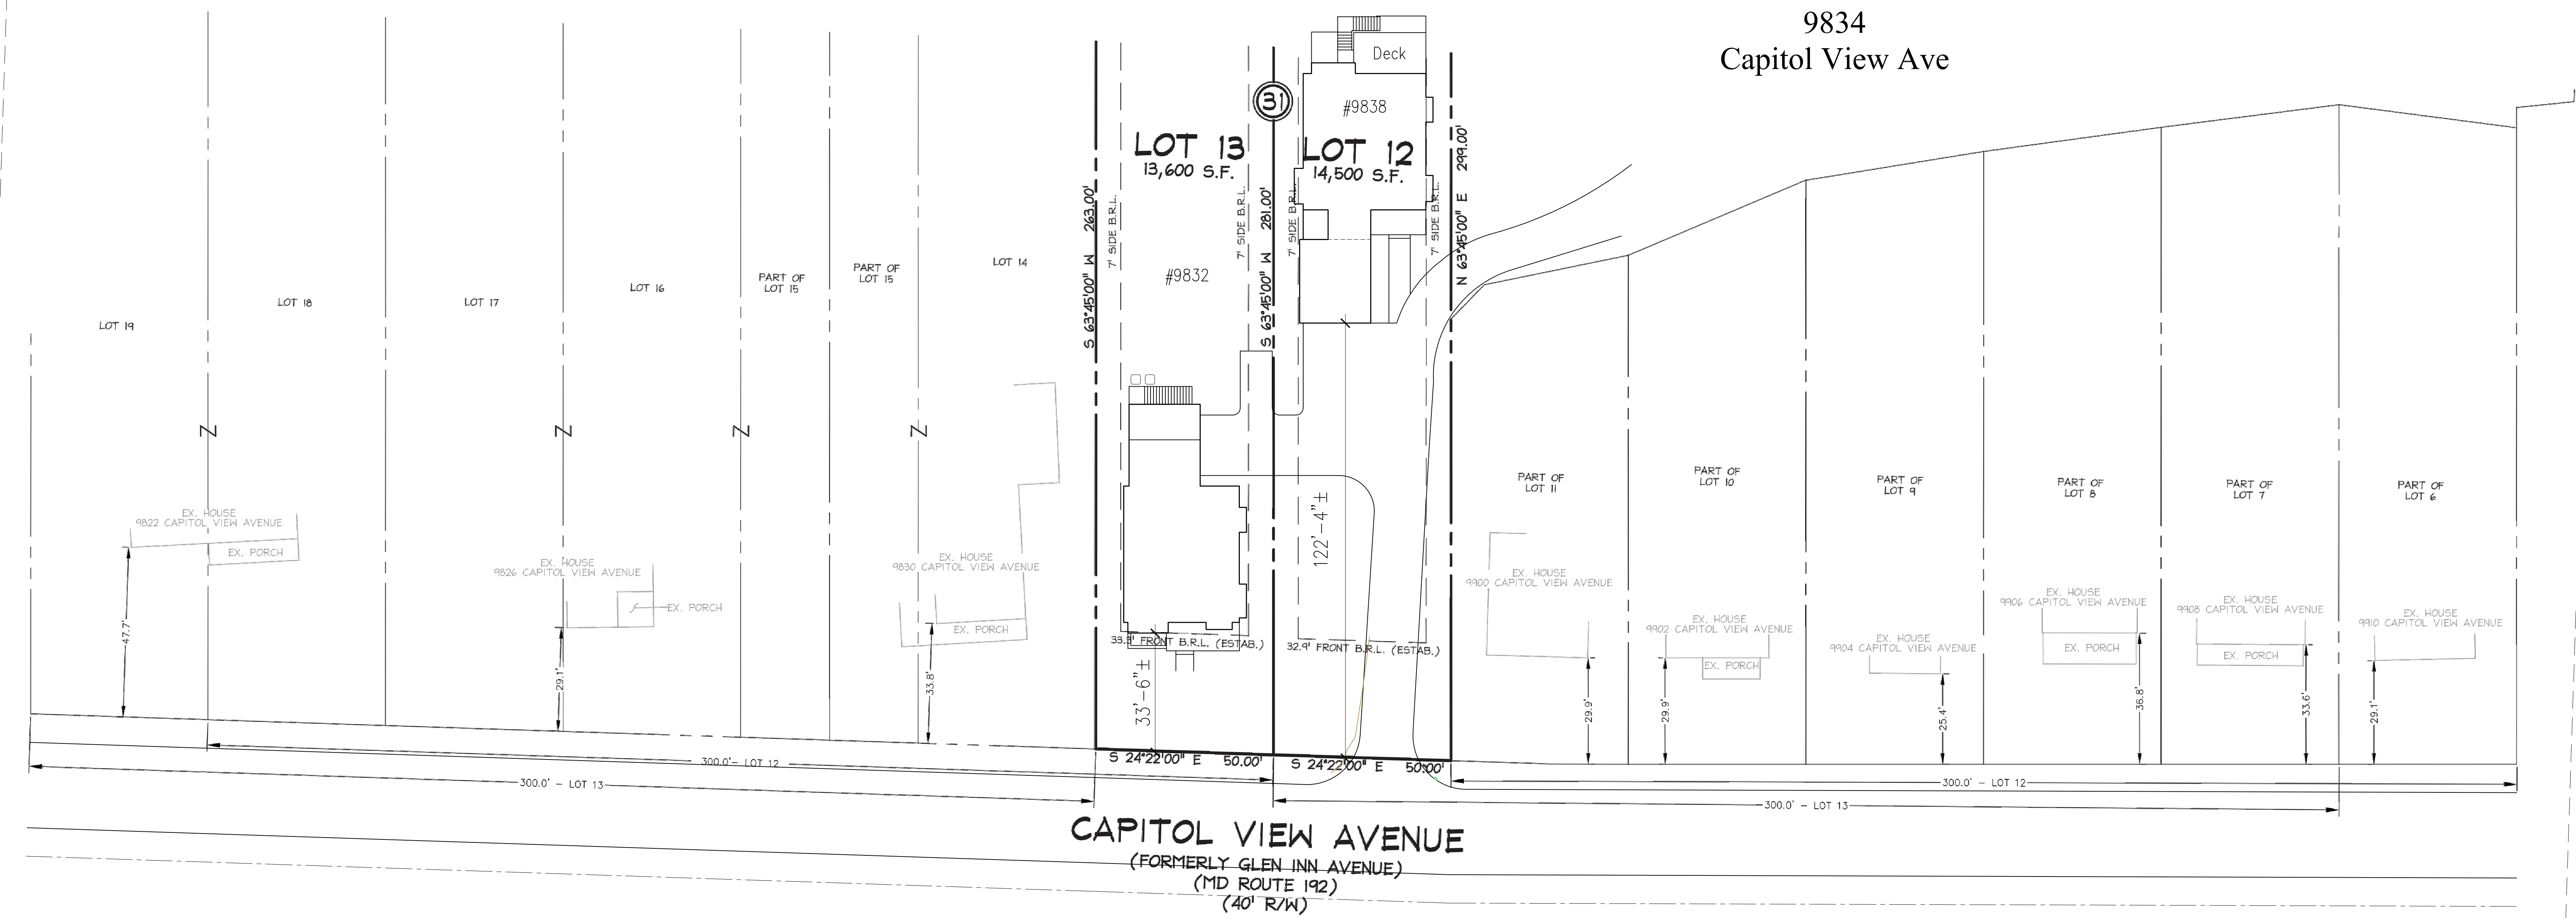 9834
Capitol View Ave
Deck
#9838
31
LOT 13
13,600 S.F.
LOT 12
14,500 S.F.
S 63°45'00" W 263.00'
7' SIDE B.R.L.
7' SIDE B.R.L.
S 63°45'00" W 281.00'
7' SIDE B.R.L.
7' SIDE B.R.L.
N 63°45'00" E 299.00'
#9832
LOT 19
LOT 18
LOT 17
LOT 16
PART OF
LOT 15
PART OF
LOT 15
LOT 14
Z
Z
Z
Z
PART OF
LOT 11
PART OF
LOT 10
PART OF
LOT 9
PART OF
LOT 8
PART OF
LOT 7
PART OF
LOT 6
EX. HOUSE
9822 CAPITOL VIEW AVENUE
EX. PORCH
47.7'
EX. HOUSE
9826 CAPITOL VIEW AVENUE
EX. PORCH
29.1'
EX. HOUSE
9830 CAPITOL VIEW AVENUE
EX. PORCH
33.8'
FRONT B.R.L. (ESTAB.)
33'-6"±
32.9' FRONT B.R.L. (ESTAB.)
122'-4"±
EX. HOUSE
9900 CAPITOL VIEW AVENUE
29.9'
EX. HOUSE
9902 CAPITOL VIEW AVENUE
EX. PORCH
29.9'
EX. HOUSE
9904 CAPITOL VIEW AVENUE
25.4'
EX. HOUSE
9906 CAPITOL VIEW AVENUE
EX. PORCH
36.8'
EX. HOUSE
9908 CAPITOL VIEW AVENUE
EX. PORCH
33.6'
EX. HOUSE
9910 CAPITOL VIEW AVENUE
29.1'
S 24°22'00" E 50.00'
S 24°22'00" E 50.00'
300.0'- LOT 12
300.0' - LOT 13
300.0' - LOT 12
300.0' - LOT 13
CAPITOL VIEW AVENUE
(FORMERLY GLEN INN AVENUE)
(MD ROUTE 192)
(40' R/W)